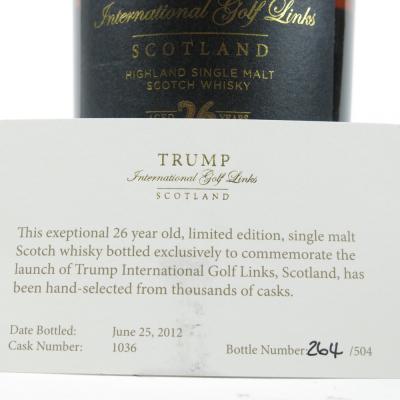 International Golf Links
SCOTLAND
HIGHLAND SINGLE MALT
SCOTCH WHISKY
AGED 26 YEARS
TRUMP
International Golf Links
SCOTLAND
This exeptional 26 year old, limited edition, single malt
Scotch whisky bottled exclusively to commemorate the
launch of Trump International Golf Links, Scotland, has
been hand-selected from thousands of casks.
Date Bottled: June 25, 2012
Cask Number: 1036 Bottle Number: 264 /504